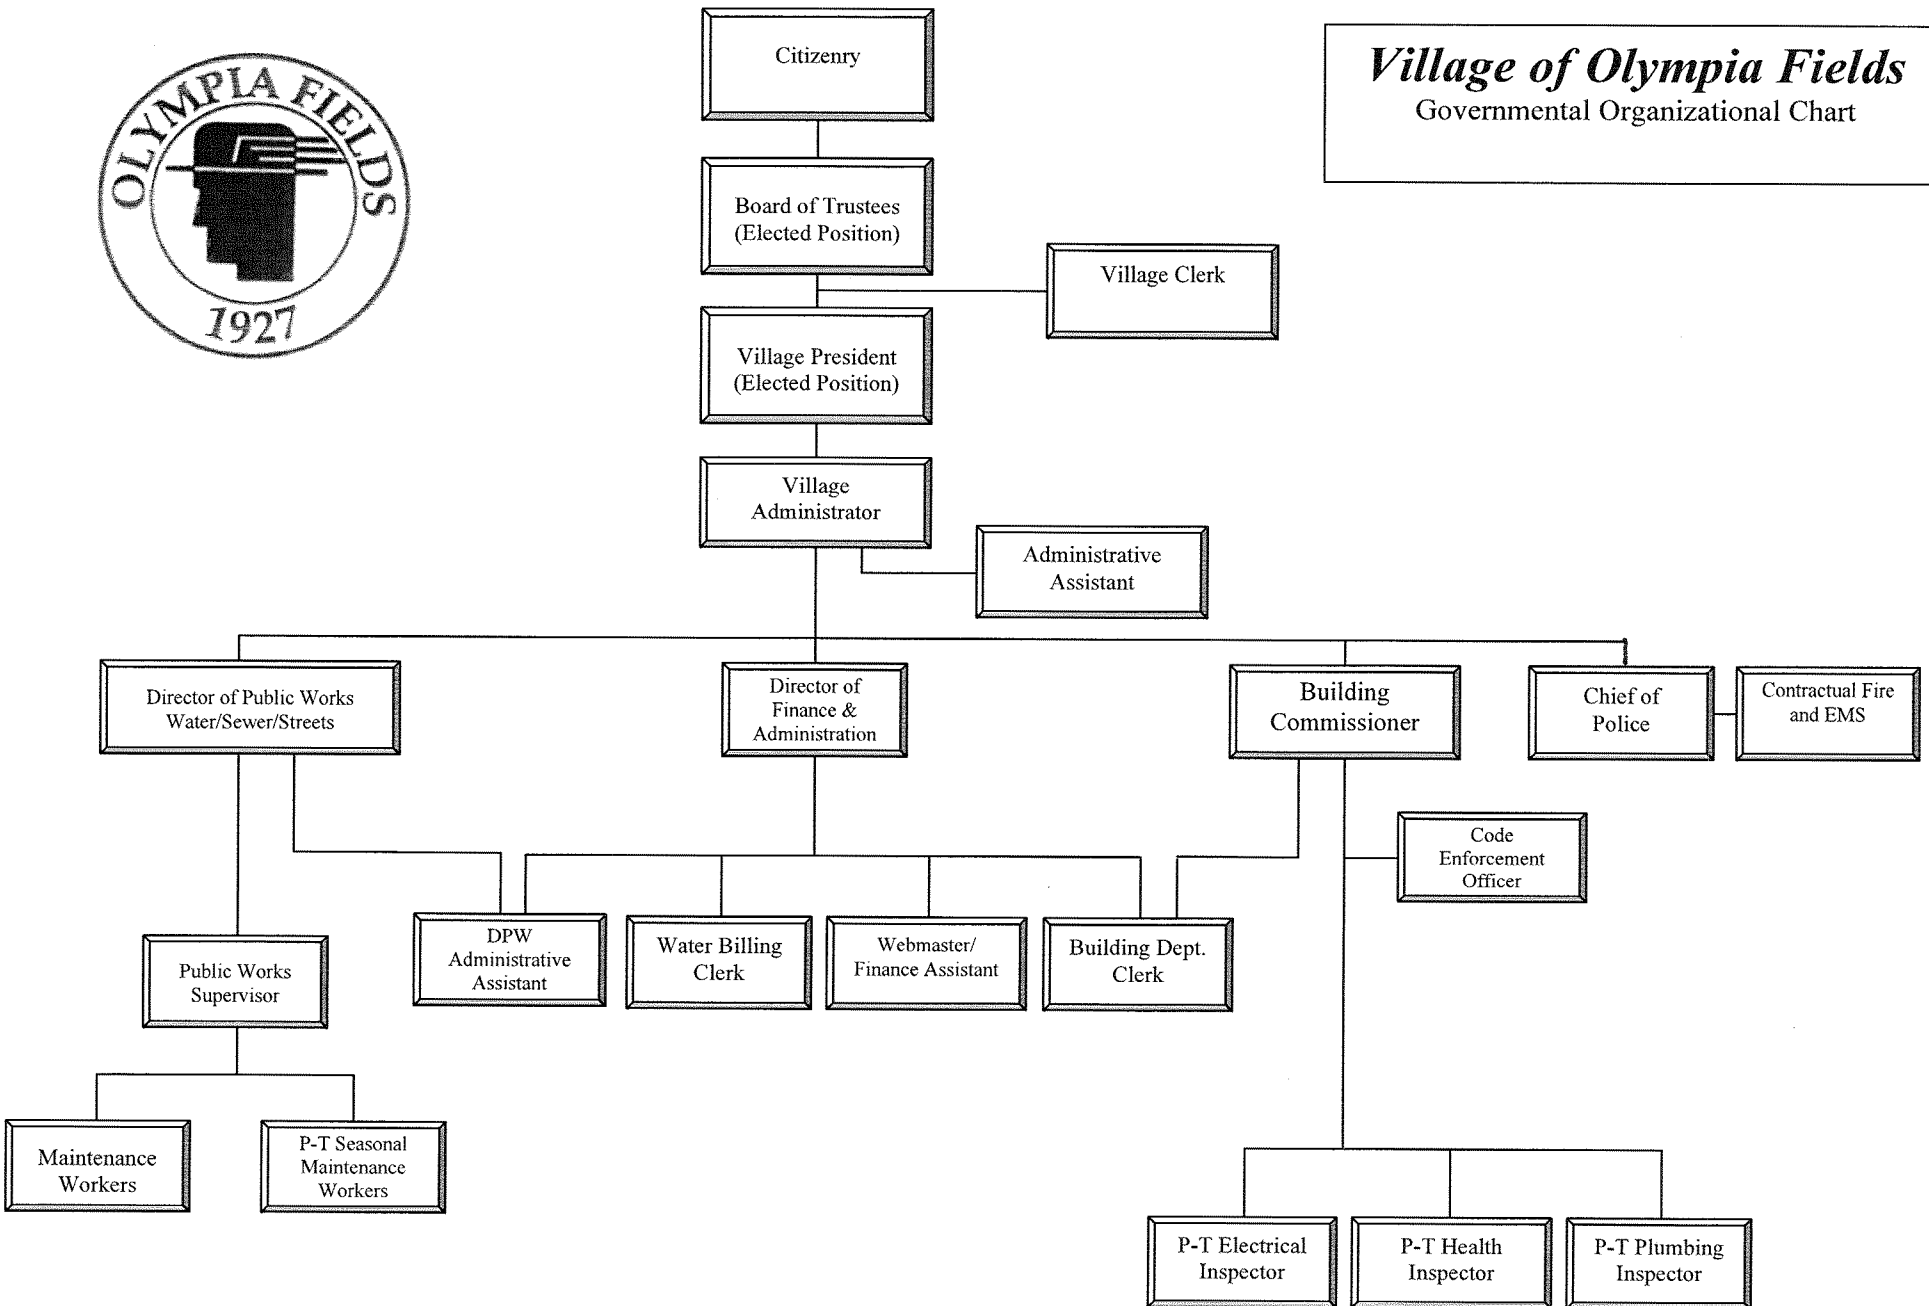 OLYMPIA FIELDS
1927
Village of Olympia Fields
Governmental Organizational Chart
Citizenry
Board of Trustees
(Elected Position)
Village Clerk
Village President
(Elected Position)
Village
Administrator
Administrative
Assistant
Director of Public Works
Water/Sewer/Streets
Director of
Finance &
Administration
Building
Commissioner
Chief of
Police
Contractual Fire
and EMS
Code
Enforcement
Officer
DPW
Administrative
Assistant
Water Billing
Clerk
Webmaster/
Finance Assistant
Building Dept.
Clerk
Public Works
Supervisor
Maintenance
Workers
P-T Seasonal
Maintenance
Workers
P-T Electrical
Inspector
P-T Health
Inspector
P-T Plumbing
Inspector